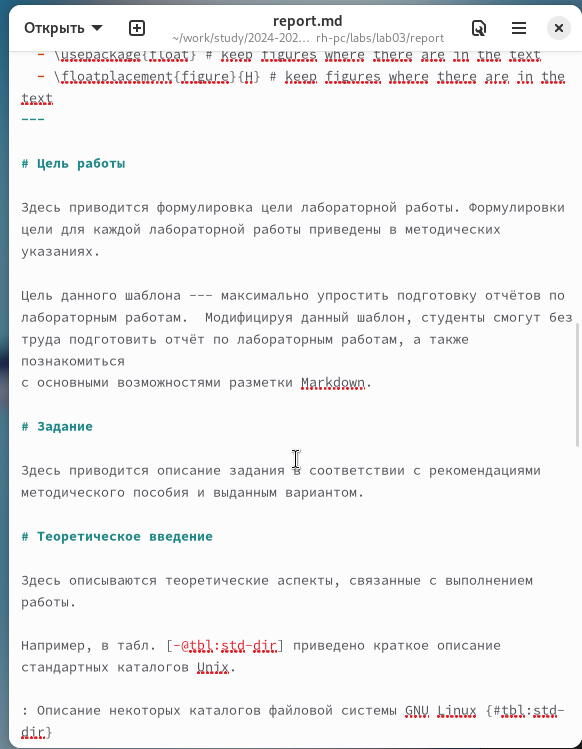 Открыть
report.md
~/work/study/2024-202… rh-pc/labs/lab03/report
- \usepackage{float} # keep figures where there are in the text
- \floatplacement{figure}{H} # keep figures where there are in the
text
---
# Цель работы
Здесь приводится формулировка цели лабораторной работы. Формулировки
цели для каждой лабораторной работы приведены в методических
указаниях.
Цель данного шаблона --- максимально упростить подготовку отчётов по
лабораторным работам.  Модифицируя данный шаблон, студенты смогут без
труда подготовить отчёт по лабораторным работам, а также
познакомиться
с основными возможностями разметки Markdown.
# Задание
Здесь приводится описание задания в соответствии с рекомендациями
методического пособия и выданным вариантом.
# Теоретическое введение
Здесь описываются теоретические аспекты, связанные с выполнением
работы.
Например, в табл. [-@tbl:std-dir] приведено краткое описание
стандартных каталогов Unix.
: Описание некоторых каталогов файловой системы GNU Linux {#tbl:std-
dir}